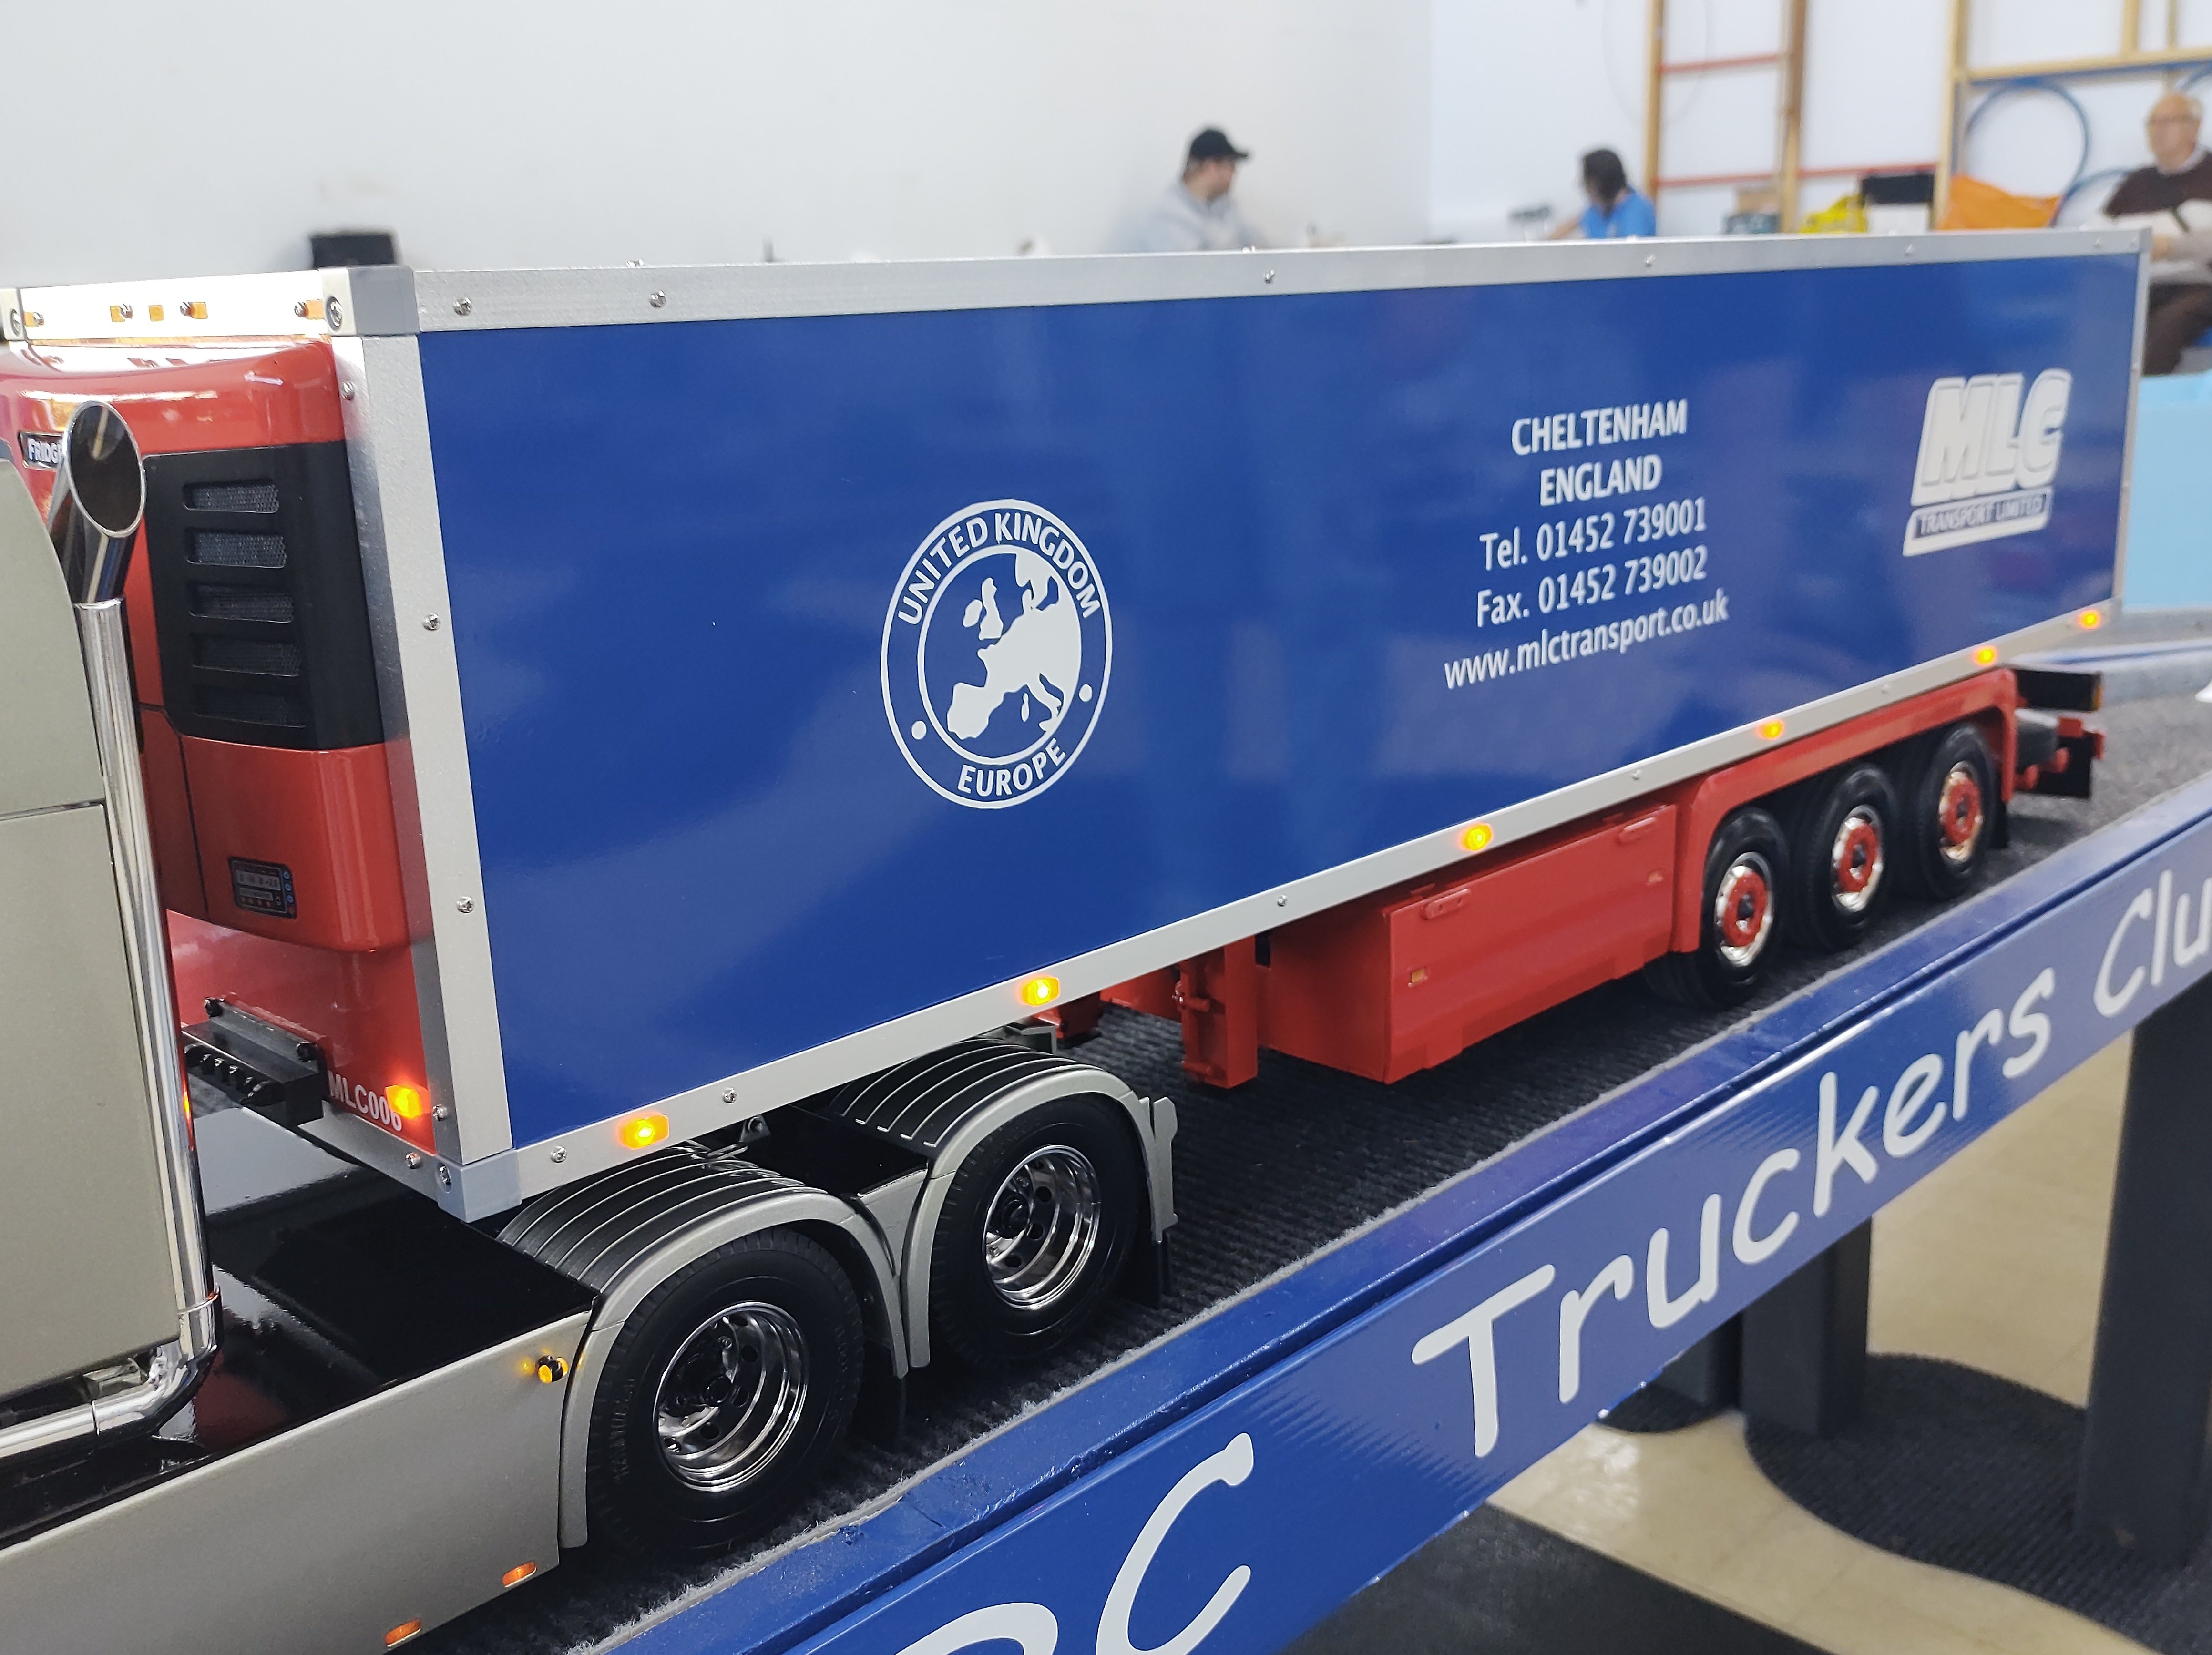 UNITED KINGDOM
EUROPE
CHELTENHAM
ENGLAND
Tel. 01452 739001
Fax. 01452 739002
www.mlctransport.co.uk
MLC
TRANSPORT LIMITED
MLC006
Truckers